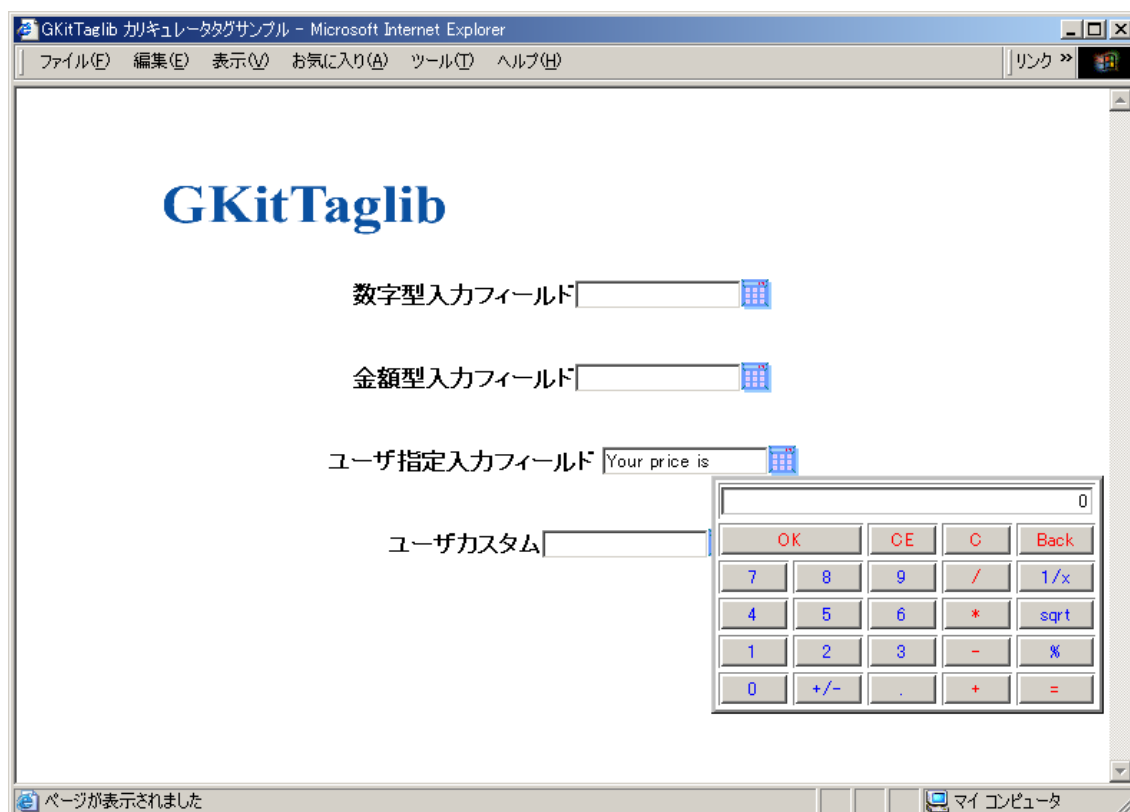 GKitTaglib カリキュレータタグサンプル - Microsoft Internet Explorer
ファイル(F) 編集(E) 表示(V) お気に入り(A) ツール(T) ヘルプ(H) リンク »
GKitTaglib
数字型入力フィールド
金額型入力フィールド
ユーザ指定入力フィールド Your price is
0
ユーザカスタム
OK CE C Back
7 8 9 / 1/x
4 5 6 * sqrt
1 2 3 - %
0 +/- . + =
ページが表示されました マイ コンピュータ